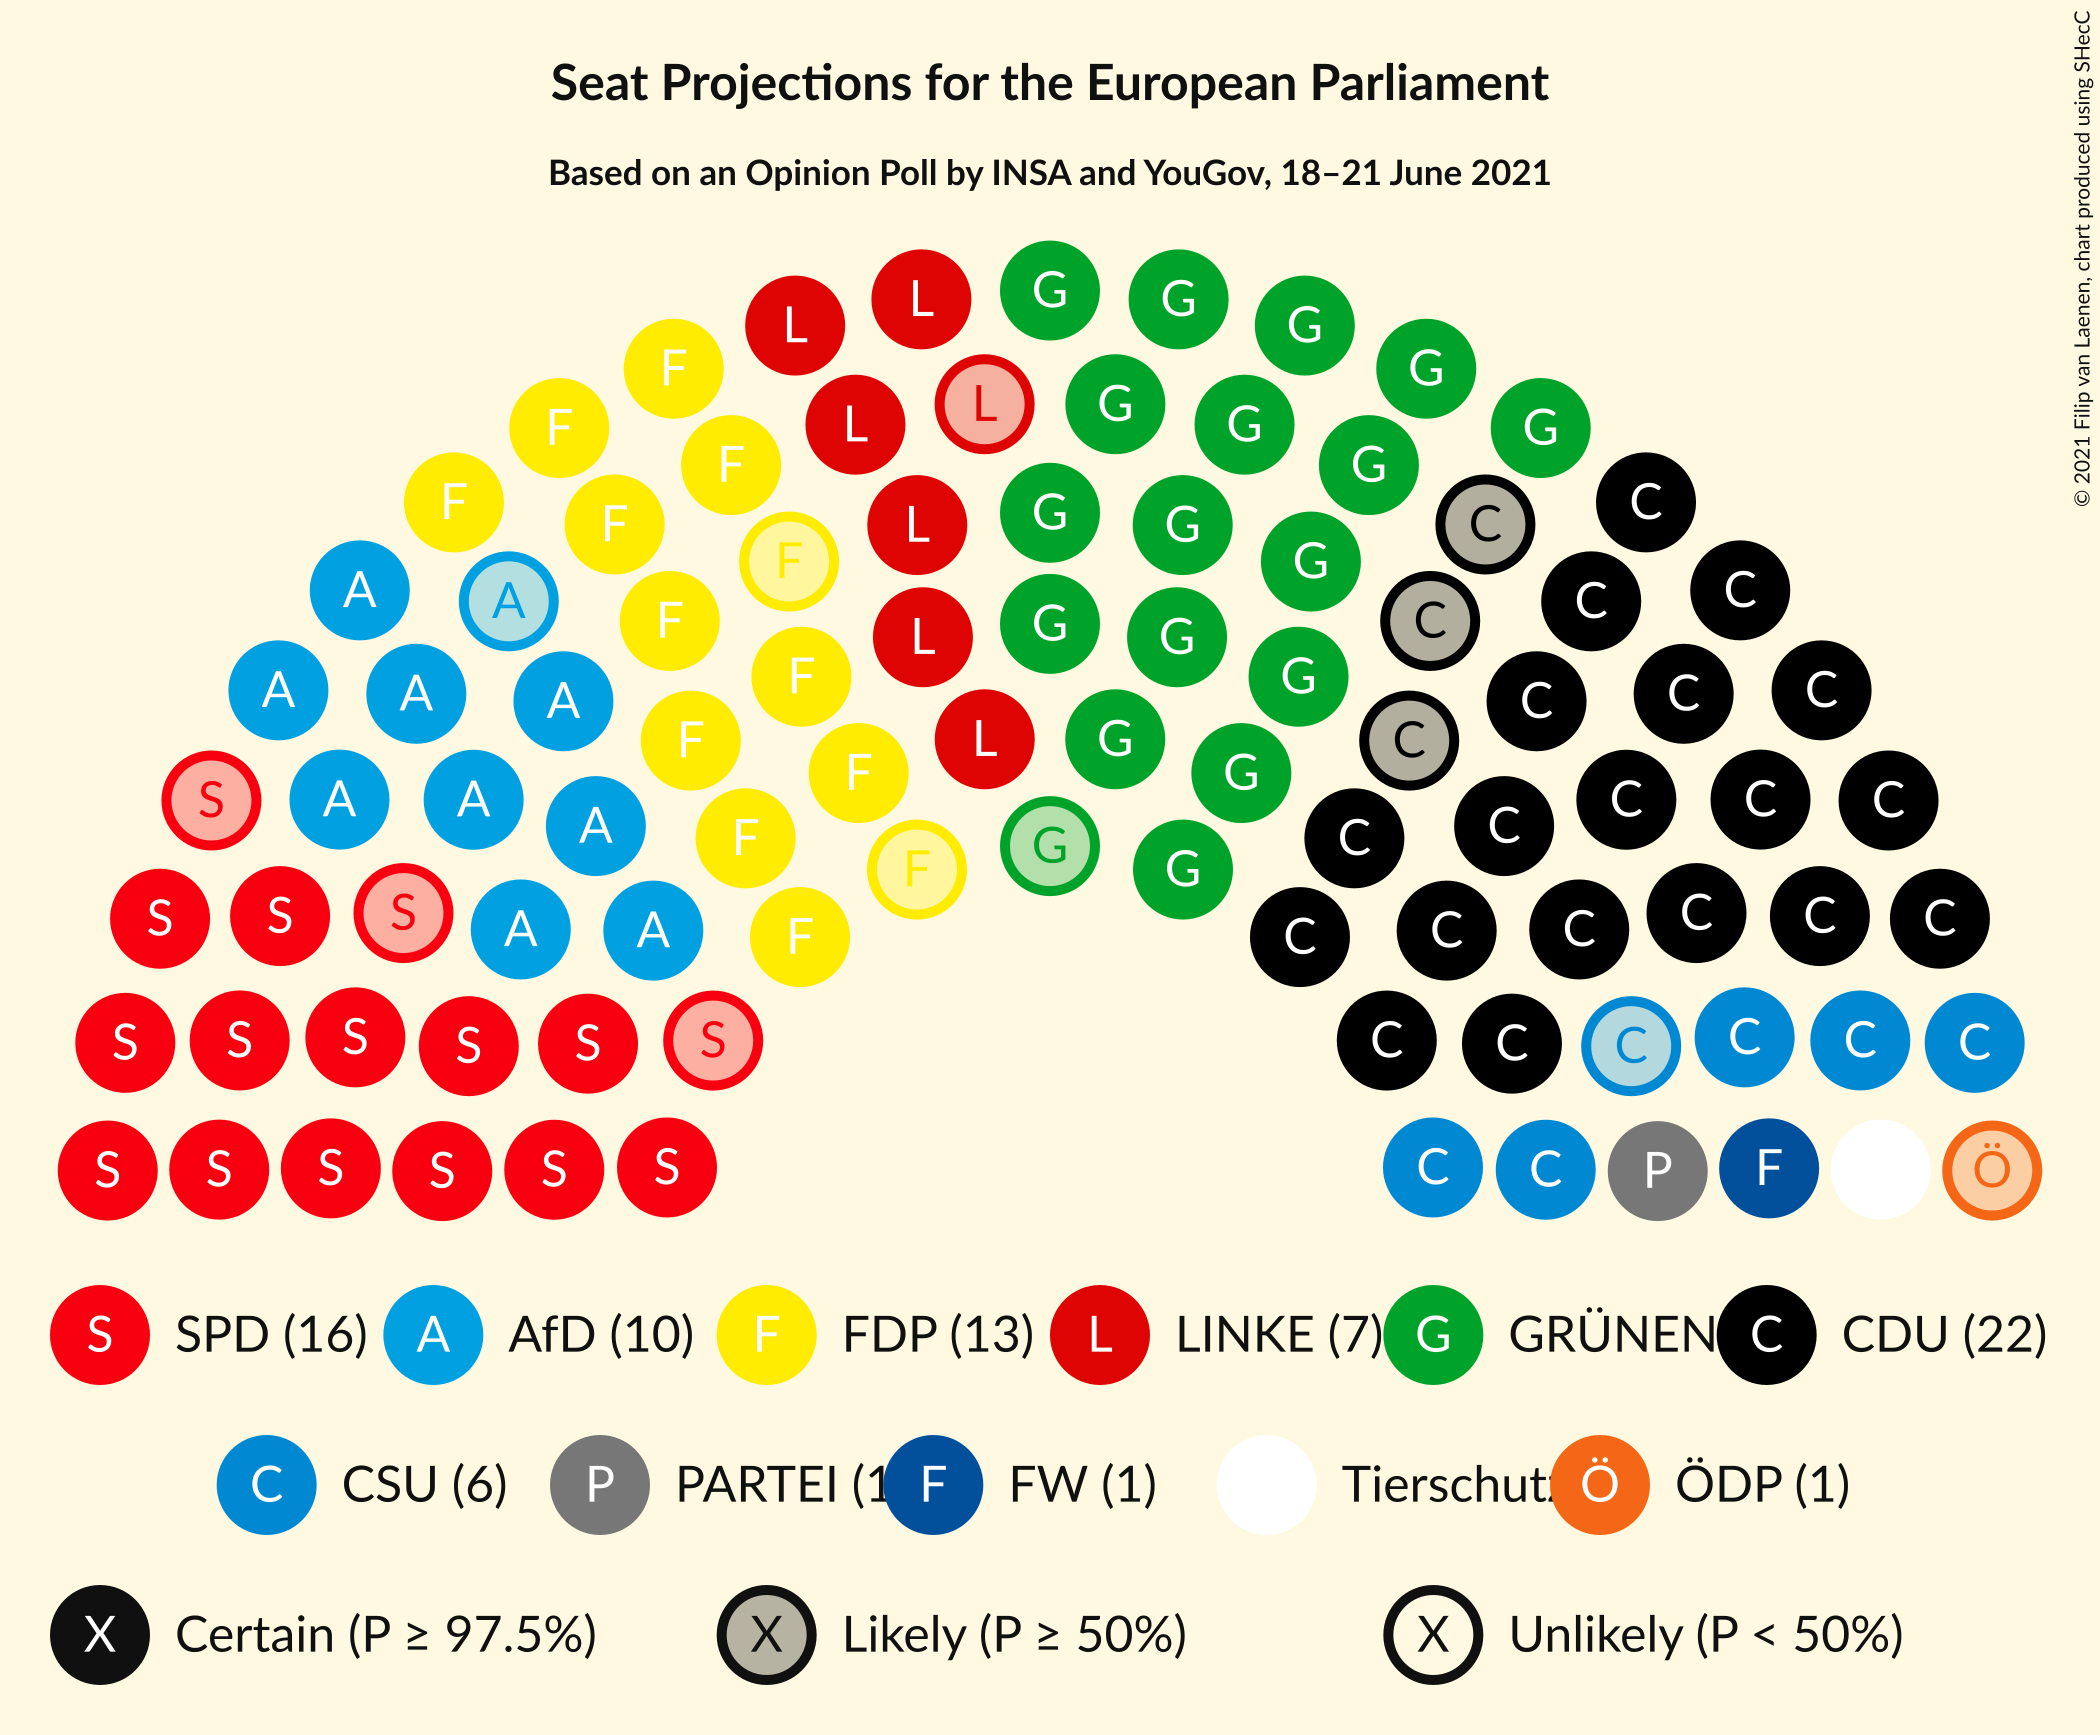 Seat Projections for the European Parliament
Based on an Opinion Poll by INSA and YouGov, 18–21 June 2021
© 2021 Filip van Laenen, chart produced using SHecC
L L G G G
F L L G G G G
F F L G G G G
F F F L G G G C C
A A F F L G G C C C
A A A F F L G G C C C C
S A A A F F F G G C C C C C
S S S A A F C C C C C C
S S S S S S C C C C C C
S S S S S S C C P F Ö
S SPD (16) A AfD (10) F FDP (13) L LINKE (7) G GRÜNEN C CDU (22)
C CSU (6) P PARTEI (1 F FW (1) Tierschutz Ö ÖDP (1)
X Certain (P ≥ 97.5%) X Likely (P ≥ 50%) X Unlikely (P < 50%)